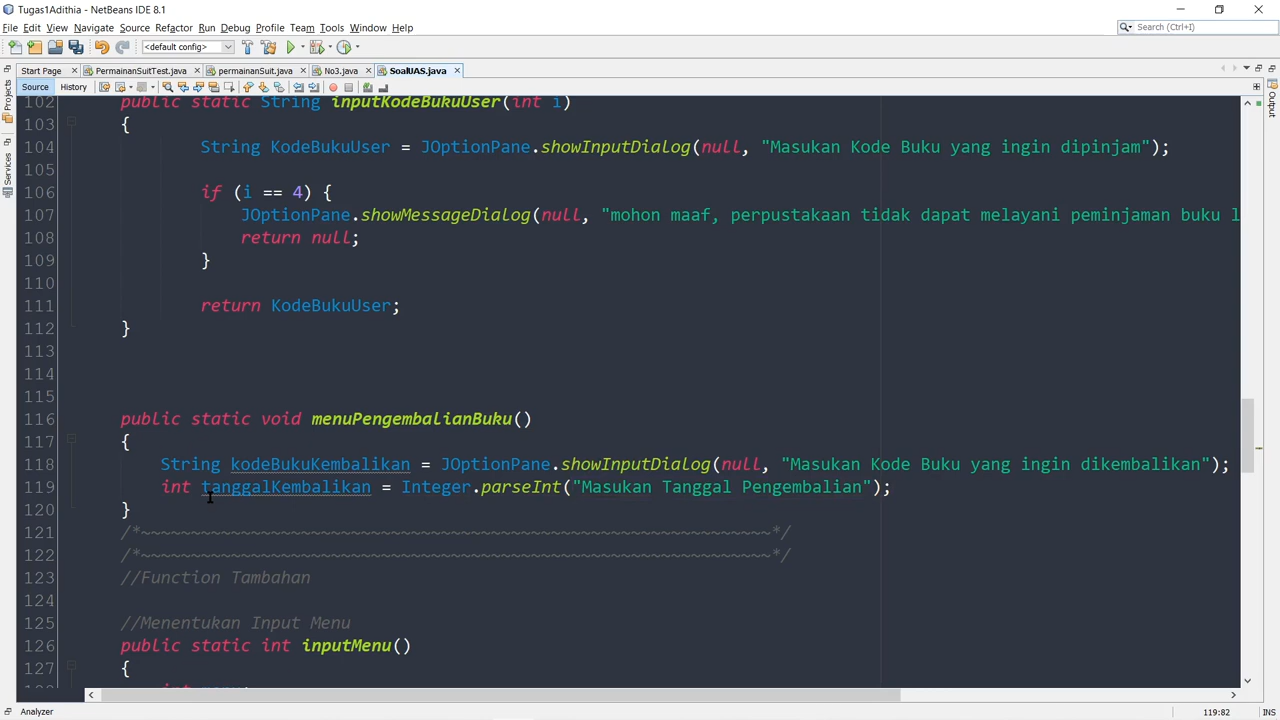 Tugas1Adithia - NetBeans IDE 8.1
File Edit View Navigate Source Refactor Run Debug Profile Team Tools Window Help
Search (Ctrl+I)
<default config>
Start Page PermainanSuitTest.java permainanSuit.java No3.java SoalUAS.java
Source History
Projects
Services
Output
102 public static String inputKodeBukuUser(int i)
103 {
104 String KodeBukuUser = JOptionPane.showInputDialog(null, "Masukan Kode Buku yang ingin dipinjam");
105
106 if (i == 4) {
107 JOptionPane.showMessageDialog(null, "mohon maaf, perpustakaan tidak dapat melayani peminjaman buku l
108 return null;
109 }
110
111 return KodeBukuUser;
112 }
113
114
115
116 public static void menuPengembalianBuku()
117 {
118 String kodeBukuKembalikan = JOptionPane.showInputDialog(null, "Masukan Kode Buku yang ingin dikembalikan");
119 int tanggalKembalikan = Integer.parseInt("Masukan Tanggal Pengembalian");
120 }
121 /*~~~~~~~~~~~~~~~~~~~~~~~~~~~~~~~~~~~~~~~~~~~~~~~~~~~~~~~~~~~~~~~*/
122 /*~~~~~~~~~~~~~~~~~~~~~~~~~~~~~~~~~~~~~~~~~~~~~~~~~~~~~~~~~~~~~~~*/
123 //Function Tambahan
124
125 //Menentukan Input Menu
126 public static int inputMenu()
127 {
Analyzer
119:82 INS